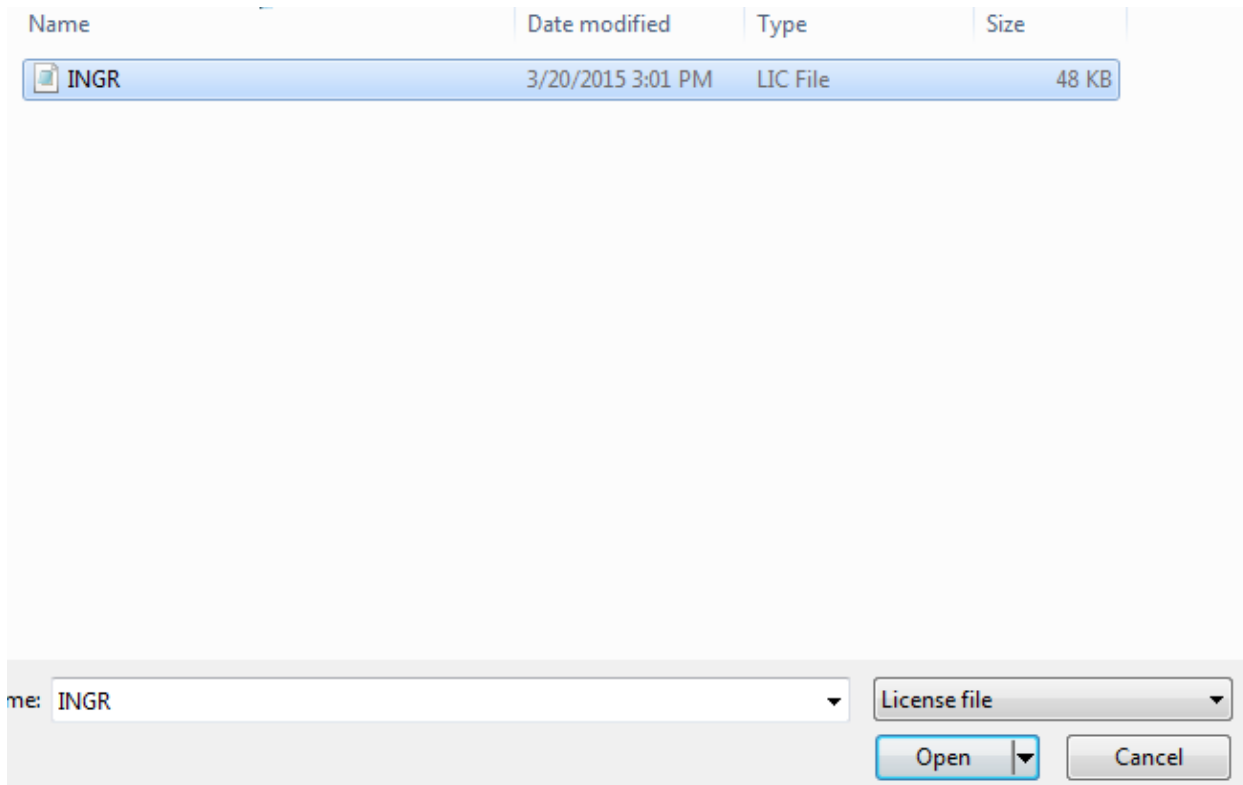 Name Date modified Type Size
INGR 3/20/2015 3:01 PM LIC File 48 KB
me: INGR License file
Open Cancel